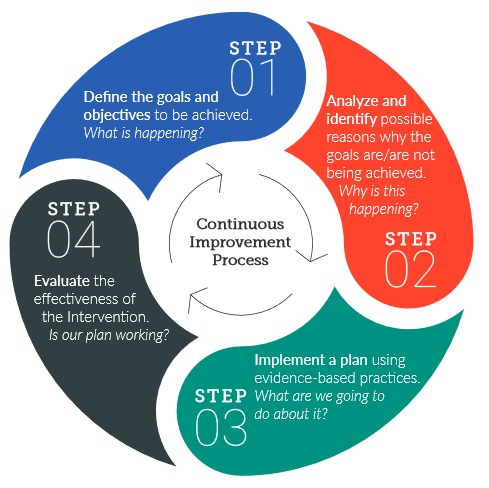 STEP
01
Define the goals and
objectives to be achieved.
What is happening?
Analyze and
identify possible
reasons why the
goals are/are not
being achieved.
Why is this
happening?
STEP
02
Implement a plan using
evidence-based practices.
What are we going to
do about it?
STEP
03
STEP
04
Evaluate the
effectiveness of
the Intervention.
Is our plan working?
Continuous
Improvement
Process